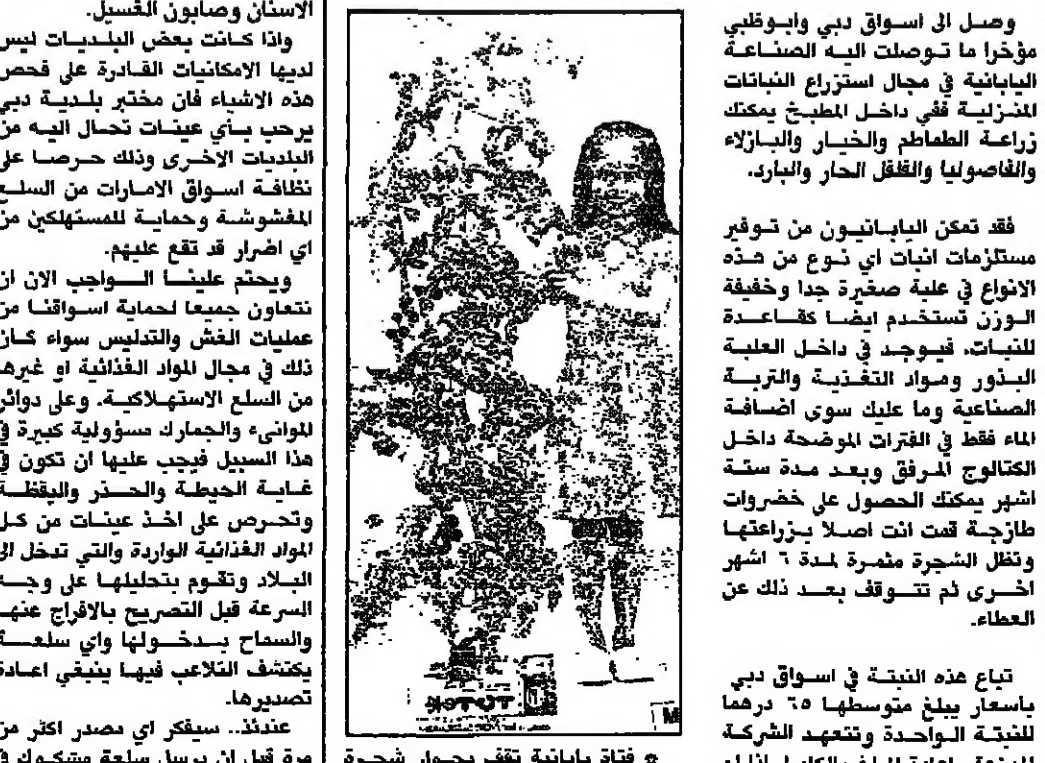 وصل الى اسواق دبي وابوظبي
مؤخرا ما توصلت اليه الصناعة
اليابانية في مجال استزراع النباتات
المنزلية ففي داخل المطبخ يمكنك
زراعة الطماطم والخيار والبازلاء
والفاصوليا والفلفل الحار والبارد.
فقد تمكن اليابانيون من توفير
مستلزمات انبات اي نوع من هذه
الانواع في علبة صغيرة جدا وخفيفة
الوزن تستخدم ايضا كقاعدة
للنبات، فيوجد في داخل العلبة
البذور ومواد التغذية والتربة
الصناعية وما عليك سوى اضافة
الماء فقط في الفترات الموضحة داخل
الكتالوج المرفق وبعد مدة ستة
اشهر يمكنك الحصول على خضروات
طازجة قمت انت اصلا بزراعتها
وتظل الشجرة مثمرة لمدة ٦ اشهر
اخرى ثم تتوقف بعد ذلك عن
العطاء.
تباع هذه النبتة في اسواق دبي
باسعار يبلغ متوسطها ٦٥ درهما
للنبتة الواحدة وتتعهد الشركة
فتاة يابانية تقف بجوار شجرة
الاسنان وصابون الغسيل.
واذا كانت بعض البلديات ليس
لديها الامكانيات القادرة على فحص
هذه الاشياء فان مختبر بلدية دبي
يرحب بأي عينات تحال اليه من
البلديات الاخرى وذلك حرصا على
نظافة اسواق الامارات من السلع
المغشوشة وحماية للمستهلكين من
اي اضرار قد تقع عليهم.
ويحتم علينا الواجب الان ان
نتعاون جميعا لحماية اسواقنا من
عمليات الغش والتدليس سواء كان
ذلك في مجال المواد الغذائية او غيرها
من السلع الاستهلاكية. وعلى دوائر
الموانىء والجمارك مسؤولية كبيرة في
هذا السبيل فيجب عليها ان تكون في
غاية الحيطة والحذر واليقظة
وتحرص على اخذ عينات من كل
المواد الغذائية الواردة والتي تدخل الى
البلاد وتقوم بتحليلها على وجه
السرعة قبل التصريح بالافراج عنها
والسماح بدخولها واي سلعة
يكتشف التلاعب فيها ينبغي اعادة
تصديرها.
عندئذ.. سيفكر اي مصدر اكثر من
مرة قبل ان يرسل سلعة مشكوك في